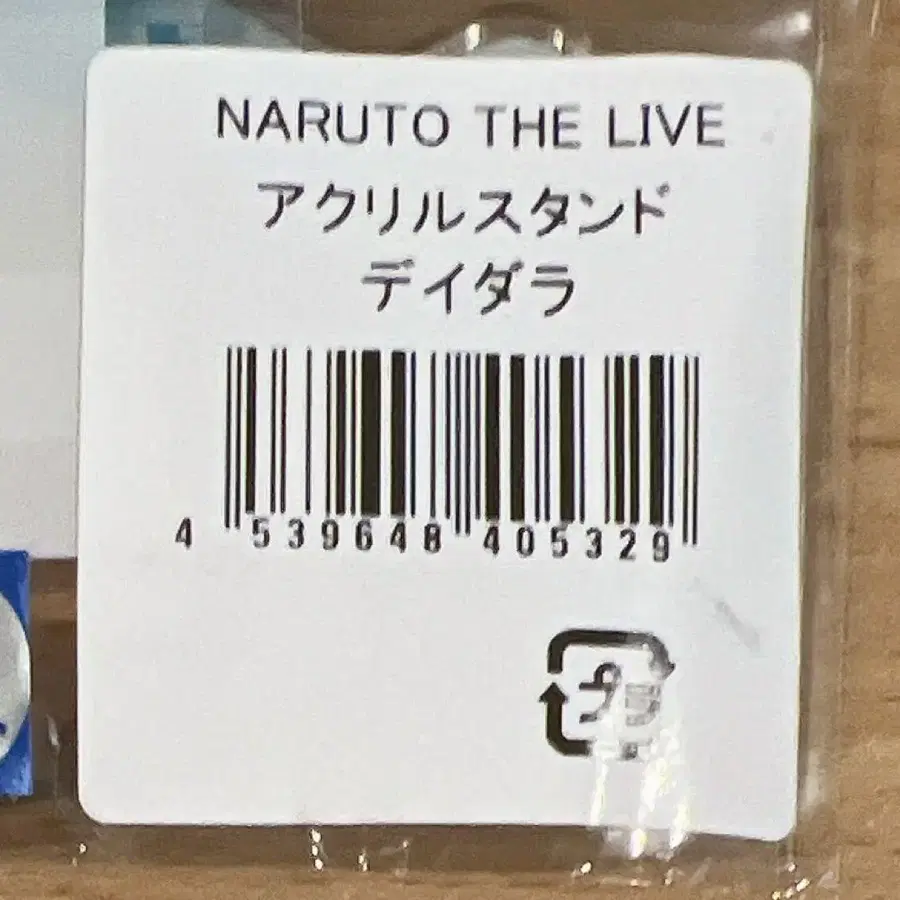 NARUTO THE LIVE
アクリルスタンド
デイダラ
4 539648 405329
プラ